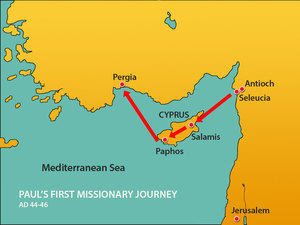 Pergia
Antioch
Seleucia
CYPRUS
Salamis
Paphos
Mediterranean Sea
PAUL'S FIRST MISSIONARY JOURNEY
AD 44-46
Jerusalem